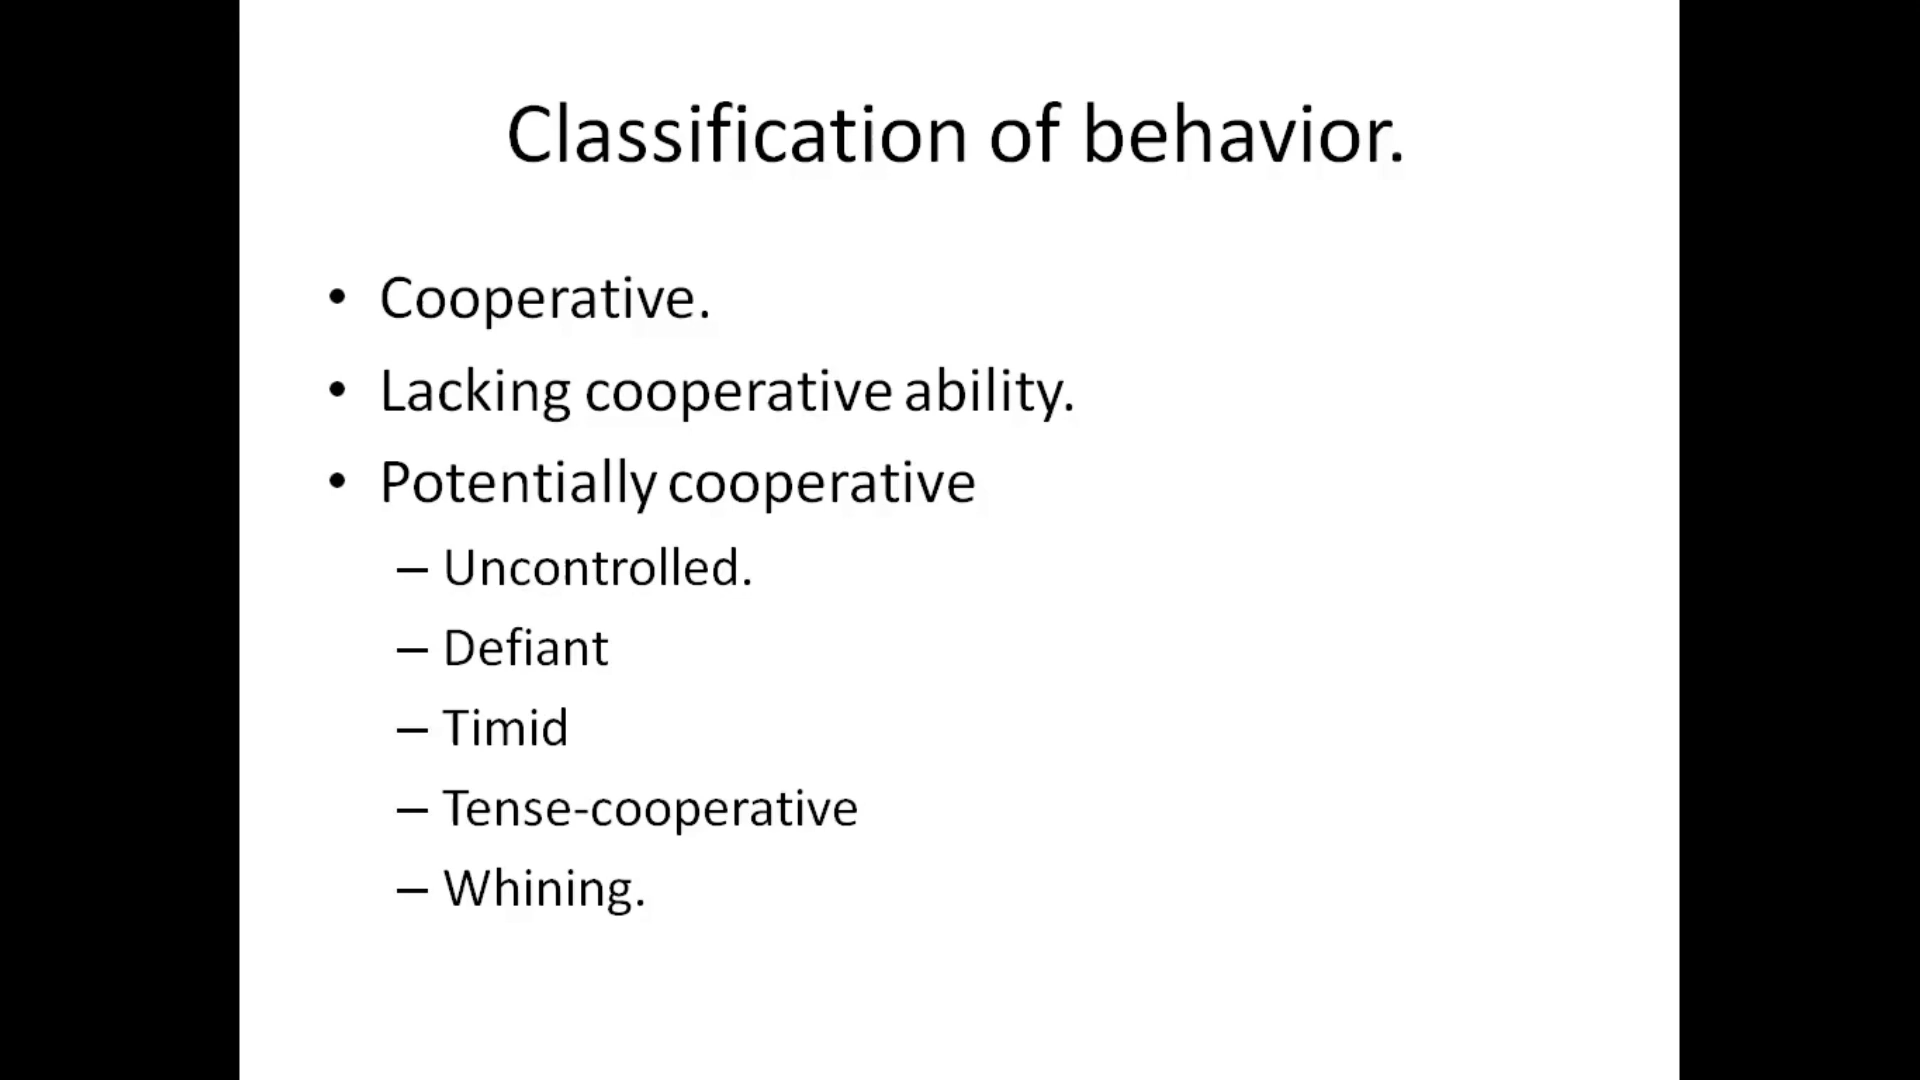 Classification of behavior.
• Cooperative.
• Lacking cooperative ability.
• Potentially cooperative
– Uncontrolled.
– Defiant
– Timid
– Tense-cooperative
– Whining.